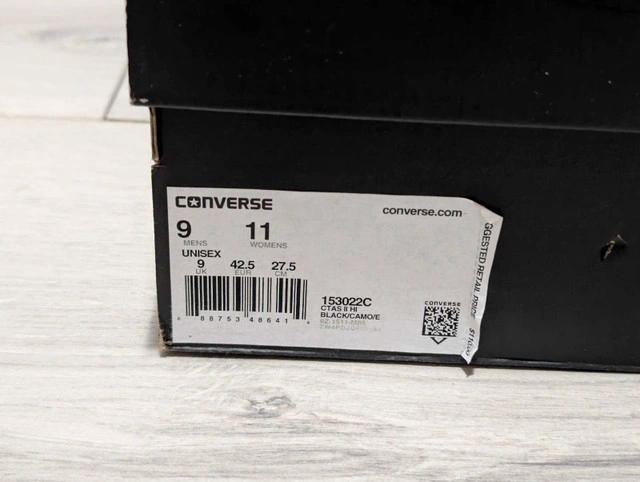 CONVERSE
converse.com
9 11
MENS WOMENS
UNISEX
9 42.5 27.5
UK EUR CM
88753 48641
153022C
CTAS II HI
BLACK/CAMO/E
CONVERSE
GGESTED RETAIL PRICE